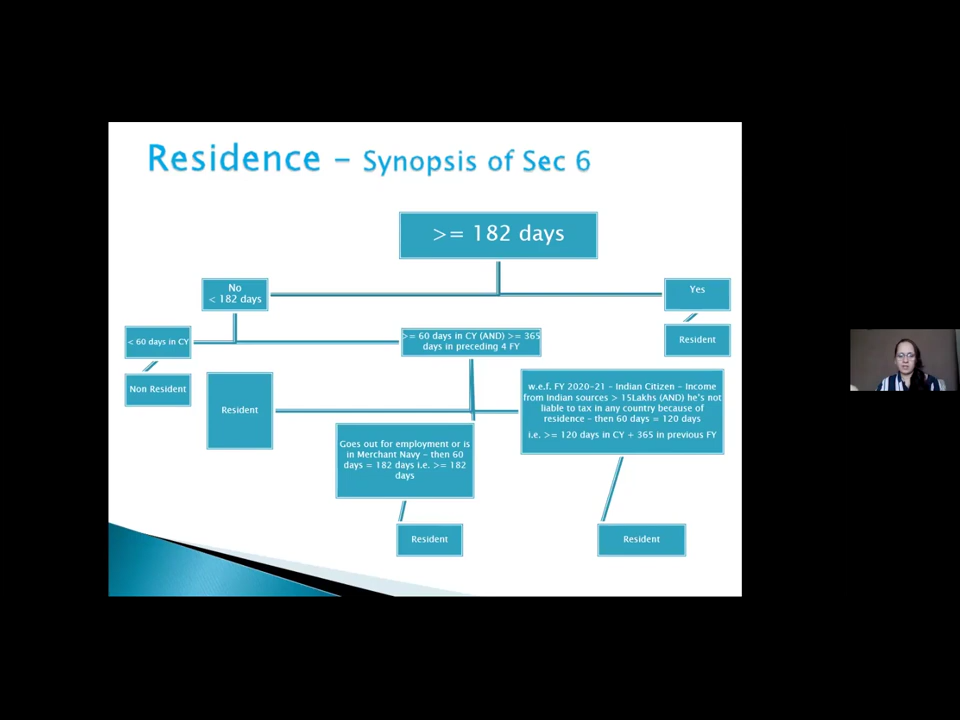 Residence - Synopsis of Sec 6
>= 182 days
No
< 182 days
Yes
< 60 days in CY
>= 60 days in CY (AND) >= 365
days in preceding 4 FY
Resident
Non Resident
Resident
w.e.f. FY 2020-21 - Indian Citizen - Income
from Indian sources > 15Lakhs (AND) he's not
liable to tax in any country because of
residence - then 60 days = 120 days
i.e. >= 120 days in CY + 365 in previous FY
Goes out for employment or is
in Merchant Navy - then 60
days = 182 days i.e. >= 182
days
Resident
Resident